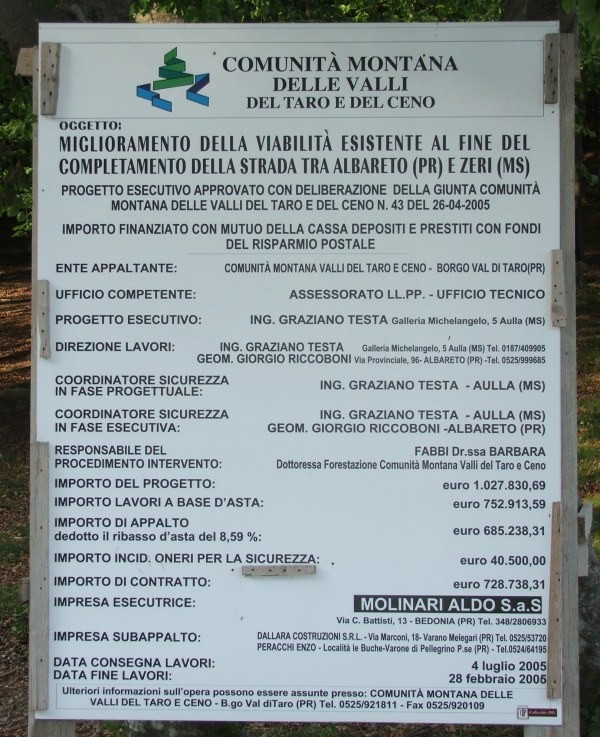 COMUNITÀ MONTANA
DELLE VALLI
DEL TARO E DEL CENO
OGGETTO:
MIGLIORAMENTO DELLA VIABILITÀ ESISTENTE AL FINE DEL
COMPLETAMENTO DELLA STRADA TRA ALBARETO (PR) E ZERI (MS)
PROGETTO ESECUTIVO APPROVATO CON DELIBERAZIONE DELLA GIUNTA COMUNITÀ
MONTANA DELLE VALLI DEL TARO E DEL CENO N. 43 DEL 26-04-2005
IMPORTO FINANZIATO CON MUTUO DELLA CASSA DEPOSITI E PRESTITI CON FONDI
DEL RISPARMIO POSTALE
ENTE APPALTANTE: COMUNITÀ MONTANA VALLI DEL TARO E CENO - BORGO VAL DI TARO(PR)
UFFICIO COMPETENTE: ASSESSORATO LL.PP. - UFFICIO TECNICO
PROGETTO ESECUTIVO: ING. GRAZIANO TESTA Galleria Michelangelo, 5 Aulla (MS)
DIREZIONE LAVORI: ING. GRAZIANO TESTA Galleria Michelangelo, 5 Aulla (MS) Tel. 0187/409905
GEOM. GIORGIO RICCOBONI Via Provinciale, 96- ALBARETO (PR) -Tel. 0525/999685
COORDINATORE SICUREZZA
IN FASE PROGETTUALE: ING. GRAZIANO TESTA - AULLA (MS)
COORDINATORE SICUREZZA ING. GRAZIANO TESTA - AULLA (MS)
IN FASE ESECUTIVA: GEOM. GIORGIO RICCOBONI -ALBARETO (PR)
RESPONSABILE DEL FABBI Dr.ssa BARBARA
PROCEDIMENTO INTERVENTO: Dottoressa Forestazione Comunità Montana Valli del Taro e Ceno
IMPORTO DEL PROGETTO: euro 1.027.830,69
IMPORTO LAVORI A BASE D'ASTA: euro 752.913,59
IMPORTO DI APPALTO
dedotto il ribasso d'asta del 8,59 %: euro 685.238,31
IMPORTO INCID. ONERI PER LA SICUREZZA: euro 40.500,00
IMPORTO DI CONTRATTO: euro 728.738,31
IMPRESA ESECUTRICE: MOLINARI ALDO S.a.S
Via C. Battisti, 13 - BEDONIA (PR) Tel. 348/2806933
IMPRESA SUBAPPALTO: DALLARA COSTRUZIONI S.R.L. - Via Marconi, 18- Varano Melegari (PR) Tel. 0525/53720
PERACCHI ENZO - Località le Buche-Varone di Pellegrino P.se (PR) - Tel.0524/64195
DATA CONSEGNA LAVORI: 4 luglio 2005
DATA FINE LAVORI: 28 febbraio 2005
Ulteriori informazioni sull'opera possono essere assunte presso: COMUNITÀ MONTANA DELLE
VALLI DEL TARO E CENO - B.go Val diTaro (PR) Tel. 0525/921811 - Fax 0525/920109